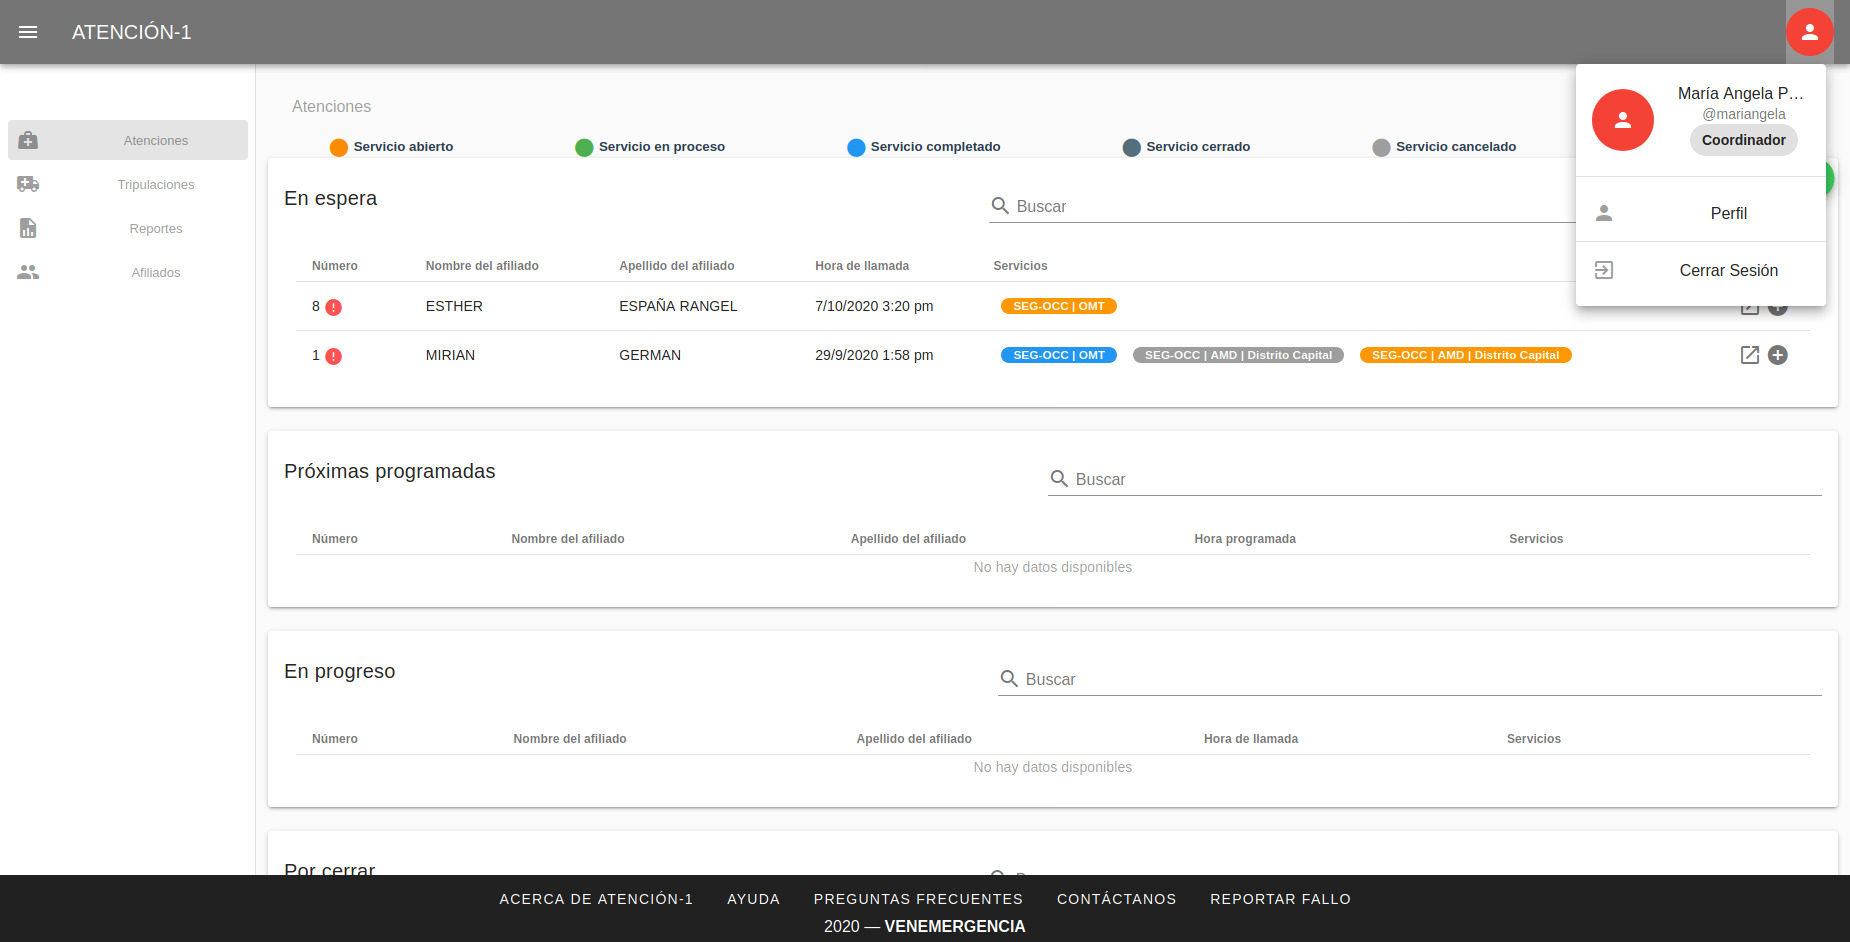 ATENCIÓN-1
María Angela P…
@mariangela
Coordinador
Perfil
Cerrar Sesión
Atenciones
Tripulaciones
Reportes
Afiliados
Atenciones
Servicio abierto Servicio en proceso Servicio completado Servicio cerrado Servicio cancelado
En espera
Buscar
Número Nombre del afiliado Apellido del afiliado Hora de llamada Servicios
8 ESTHER ESPAÑA RANGEL 7/10/2020 3:20 pm SEG-OCC | OMT
1 MIRIAN GERMAN 29/9/2020 1:58 pm SEG-OCC | OMT SEG-OCC | AMD | Distrito Capital SEG-OCC | AMD | Distrito Capital
Próximas programadas
Buscar
Número Nombre del afiliado Apellido del afiliado Hora programada Servicios
No hay datos disponibles
En progreso
Buscar
Número Nombre del afiliado Apellido del afiliado Hora de llamada Servicios
No hay datos disponibles
Por cerrar
ACERCA DE ATENCIÓN-1 AYUDA PREGUNTAS FRECUENTES CONTÁCTANOS REPORTAR FALLO
2020 — VENEMERGENCIA